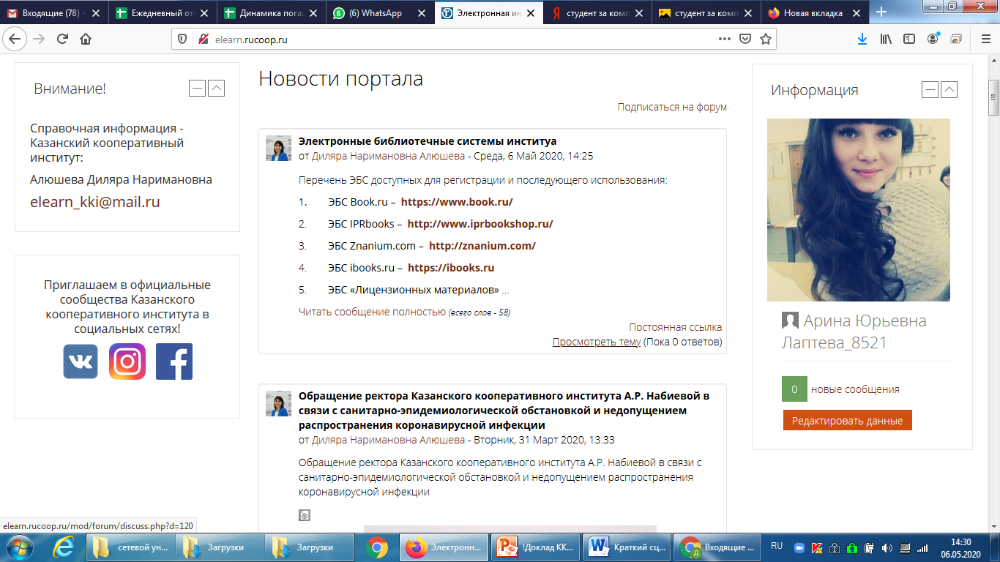 Входящие (78) -
Ежедневный от
Динамика погац
(6) WhatsApp
Электронная ин
студент за комп
студент за комп
Новая вкладка
elearn.rucoop.ru
Внимание!
Справочная информация -
Казанский кооперативный
институт:
Алюшева Диляра Наримановна
elearn_kki@mail.ru
Приглашаем в официальные
сообщества Казанского
кооперативного института в
социальных сетях!
Новости портала
Подписаться на форум
Электронные библиотечные системы институа
от Диляра Наримановна Алюшева - Среда, 6 Май 2020, 14:25
Перечень ЭБС доступных для регистрации и последующего использования:
1. ЭБС Book.ru – https://www.book.ru/
2. ЭБС IPRbooks – http://www.iprbookshop.ru/
3. ЭБС Znanium.com – http://znanium.com/
4. ЭБС ibooks.ru – https://ibooks.ru
5. ЭБС «Лицензионных материалов» ...
Читать сообщение полностью (всего слов - 58)
Постоянная ссылка
Просмотреть тему (Пока 0 ответов)
Обращение ректора Казанского кооперативного института А.Р. Набиевой в
связи с санитарно-эпидемиологической обстановкой и недопущением
распространения коронавирусной инфекции
от Диляра Наримановна Алюшева - Вторник, 31 Март 2020, 13:33
Обращение ректора Казанского кооперативного института А.Р. Набиевой в связи с
санитарно-эпидемиологической обстановкой и недопущением распространения
коронавирусной инфекции
Информация
Арина Юрьевна
Лаптева_8521
0 новые сообщения
Редактировать данные
elearn.rucoop.ru/mod/forum/discuss.php?d=120
сетевой ун...
Загрузки
Загрузки
Электронн...
!Доклад КК...
Краткий сц...
Входящие ...
RU
14:30
06.05.2020